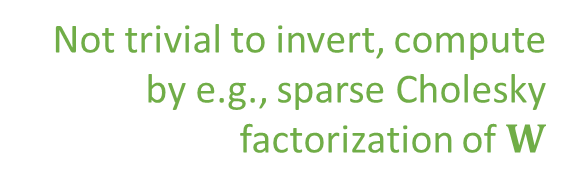 Not trivial to invert, compute
by e.g., sparse Cholesky
factorization of W